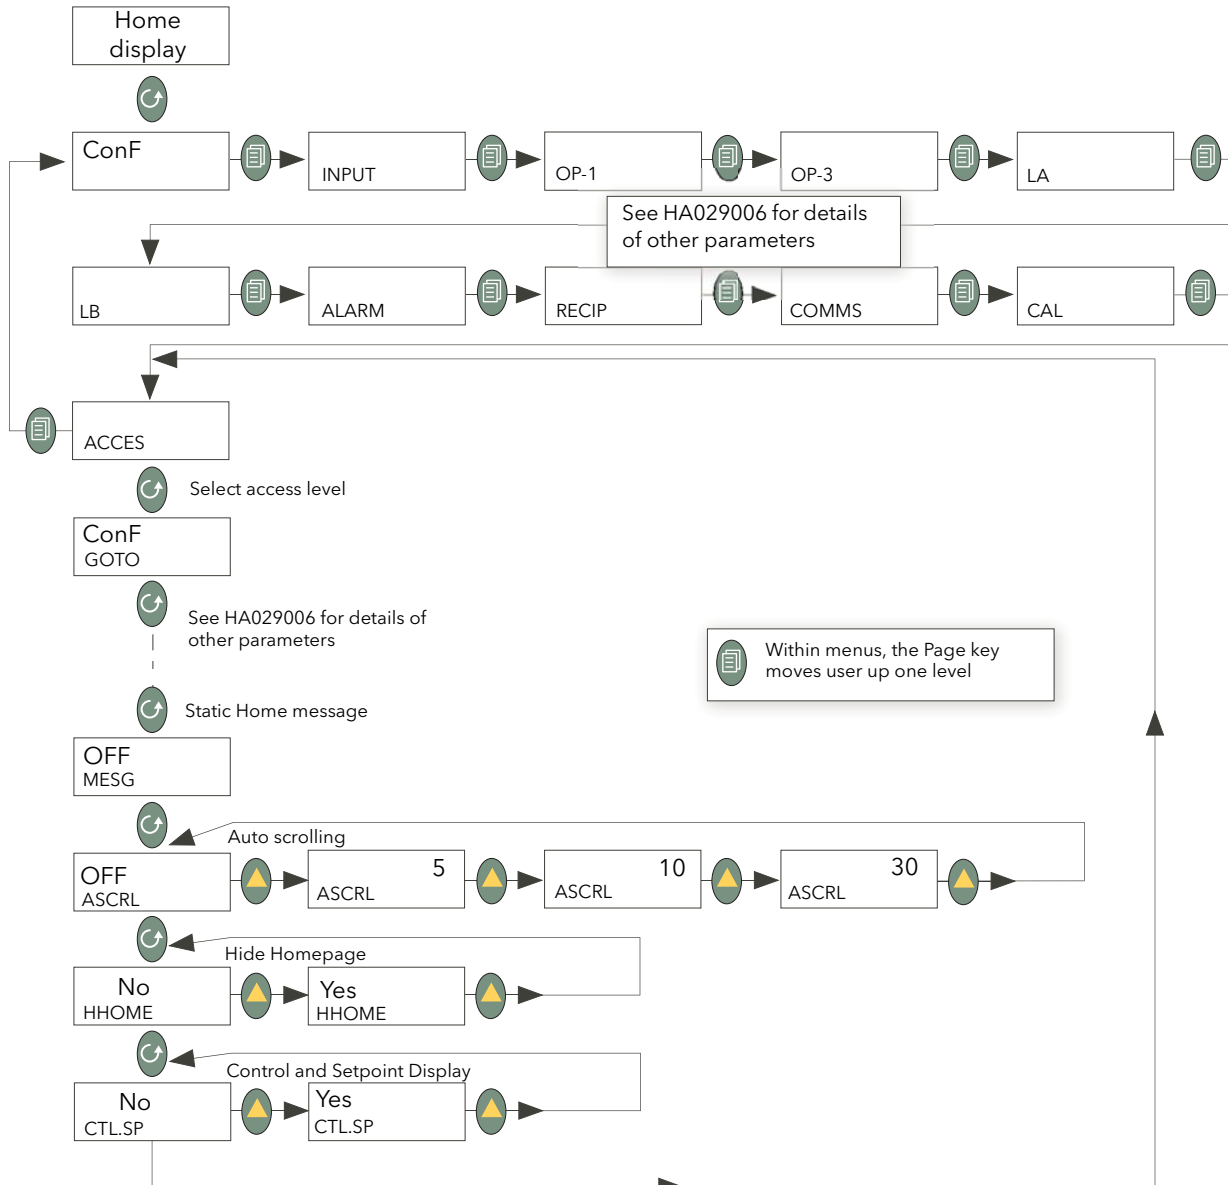 Home
display
ConF
INPUT
OP-1
OP-3
LA
See HA029006 for details
of other parameters
LB
ALARM
RECIP
COMMS
CAL
ACCES
Select access level
ConF
GOTO
See HA029006 for details of
other parameters
Within menus, the Page key
moves user up one level
Static Home message
OFF
MESG
Auto scrolling
OFF
ASCRL
5
ASCRL
10
ASCRL
30
ASCRL
Hide Homepage
No
HHOME
Yes
HHOME
Control and Setpoint Display
No
CTL.SP
Yes
CTL.SP